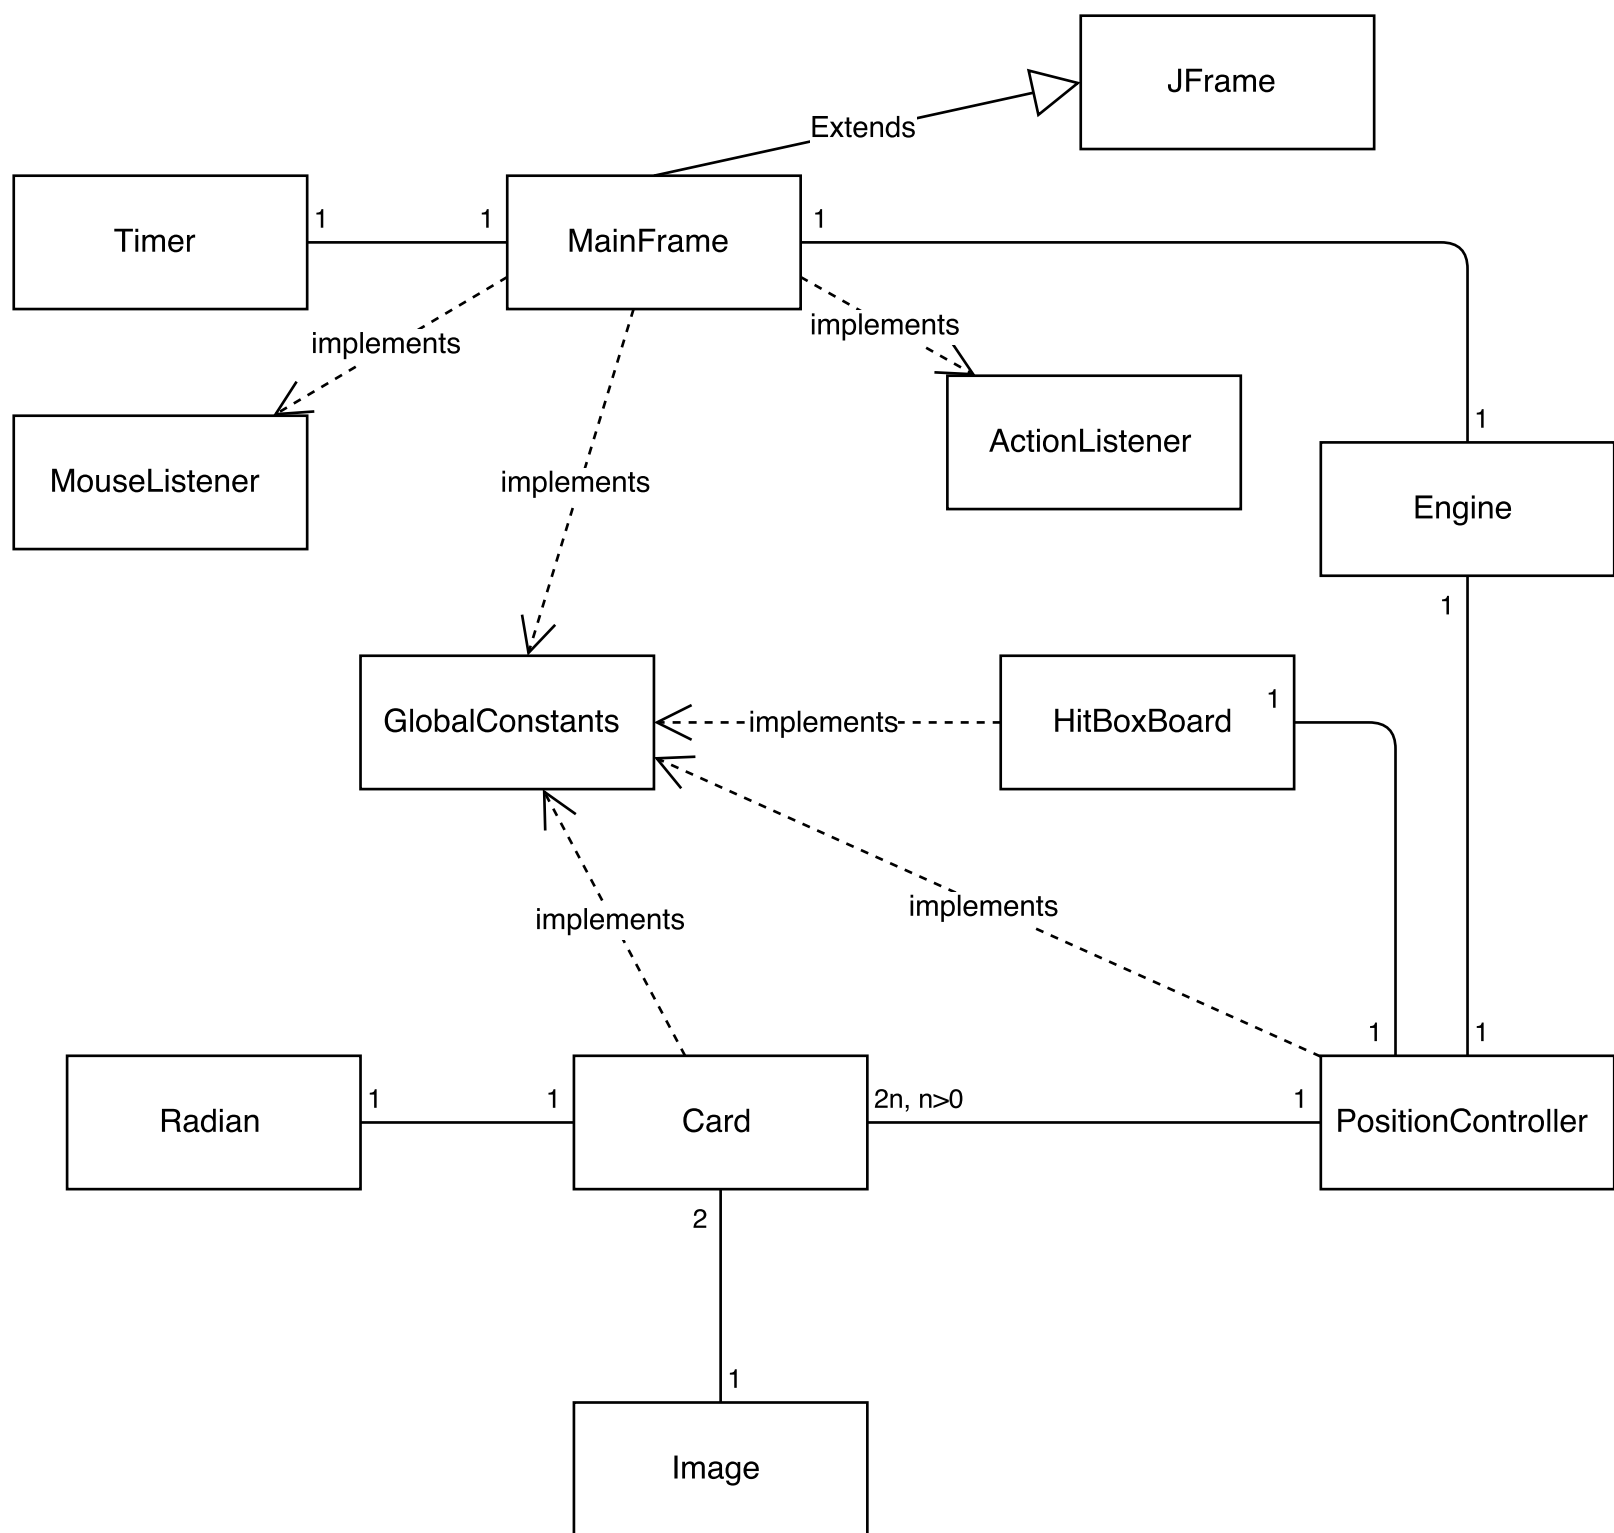 JFrame
Extends
1
1
1
Timer
MainFrame
implements
implements
1
ActionListener
MouseListener
implements
Engine
1
1
GlobalConstants
implements
HitBoxBoard
implements
implements
1
1
1
1
2n, n>0
1
Radian
Card
PositionController
2
1
Image